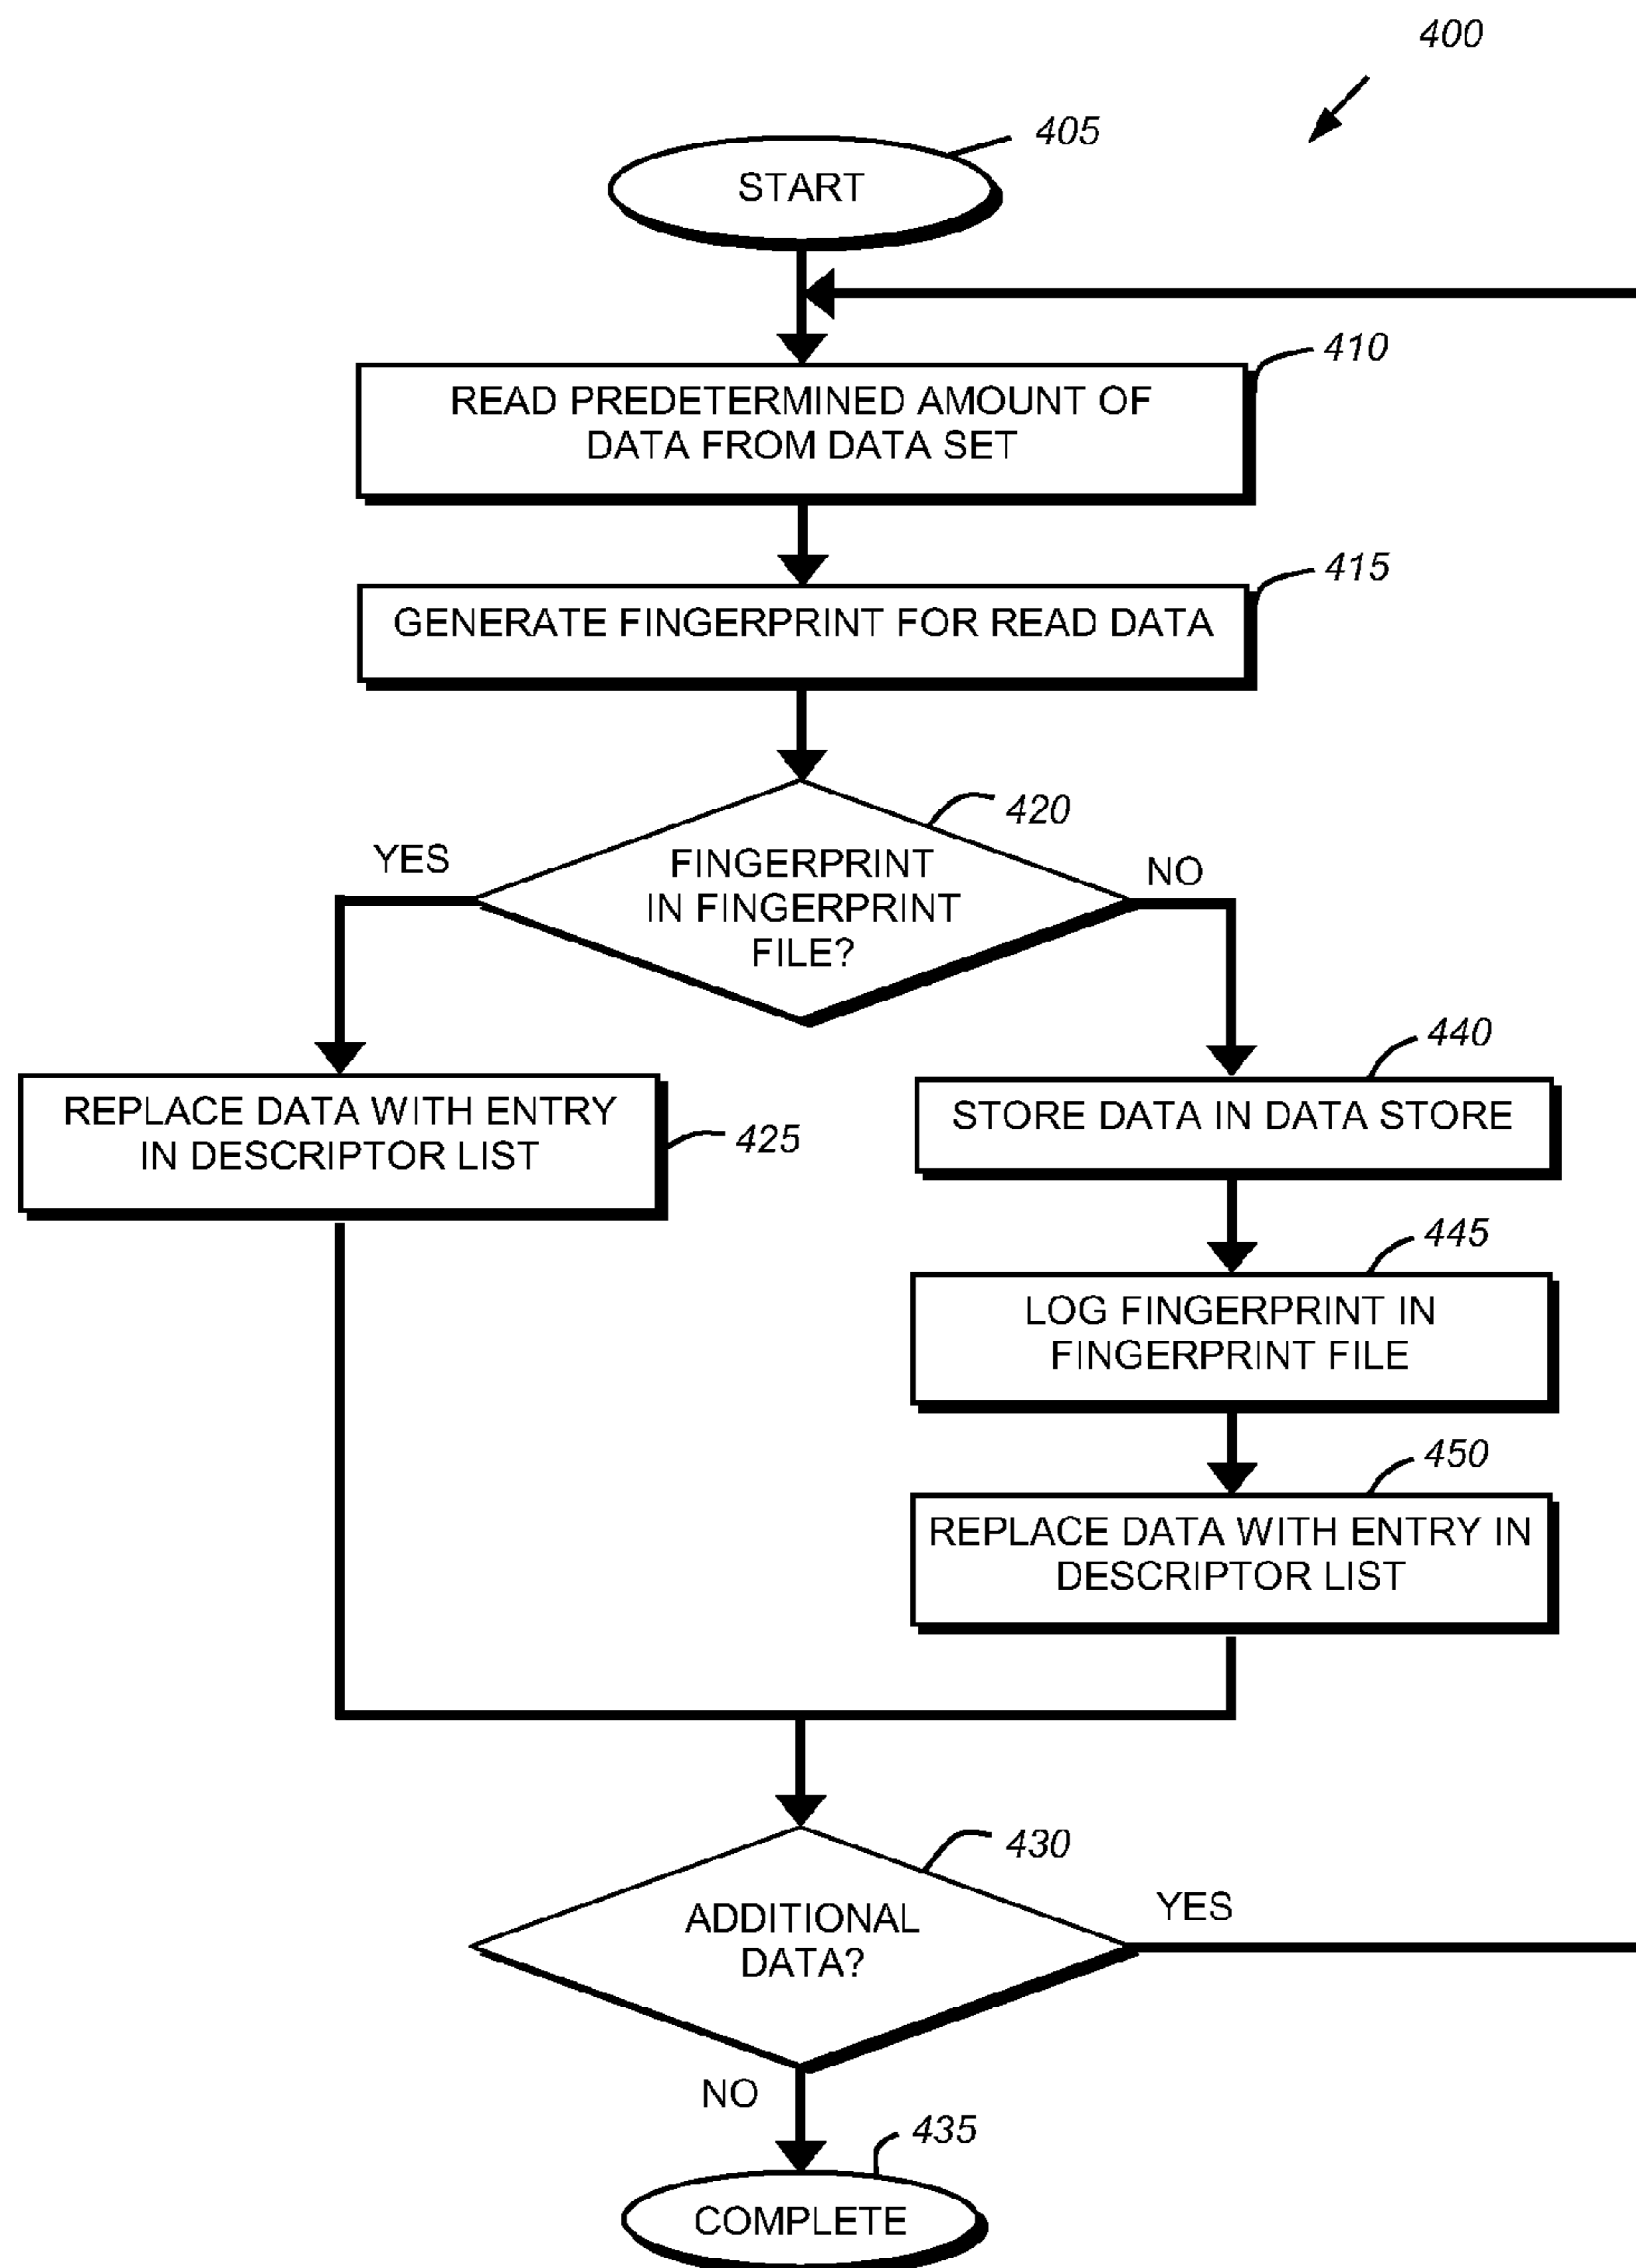 400
405
START
410
READ PREDETERMINED AMOUNT OF
DATA FROM DATA SET
415
GENERATE FINGERPRINT FOR READ DATA
420
YES
FINGERPRINT
IN FINGERPRINT
FILE?
NO
REPLACE DATA WITH ENTRY
IN DESCRIPTOR LIST
425
440
STORE DATA IN DATA STORE
445
LOG FINGERPRINT IN
FINGERPRINT FILE
450
REPLACE DATA WITH ENTRY IN
DESCRIPTOR LIST
430
ADDITIONAL
DATA?
YES
NO
435
COMPLETE